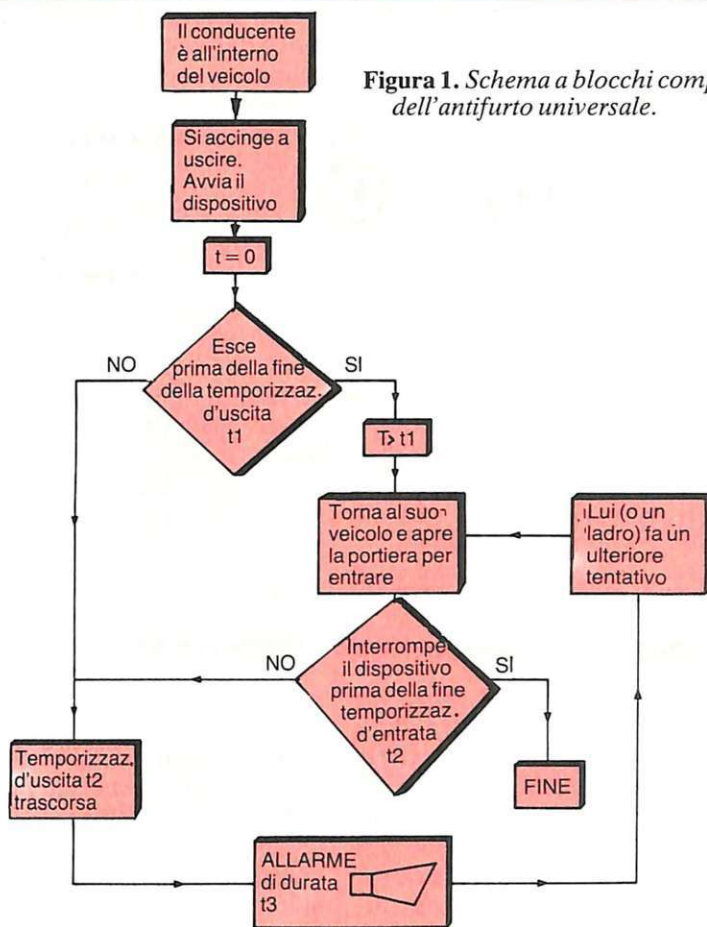 Il conducente
è all'interno
del veicolo
Figura 1. Schema a blocchi
dell'antifurto universale.
Si accinge a
uscire.
Avvia il
dispositivo
t = 0
Esce
prima della fine
della temporizzaz.
d'uscita
t1
NO
SI
T> t1
Torna al suo
veicolo e apre
la portiera per
entrare
Lui (o un
ladro) fa un
ulteriore
tentativo
Interrompe
il dispositivo
prima della fine
temporizzaz.
d'entrata
t2
NO
SI
Temporizzaz.
d'uscita t2
trascorsa
FINE
ALLARME
di durata
t3